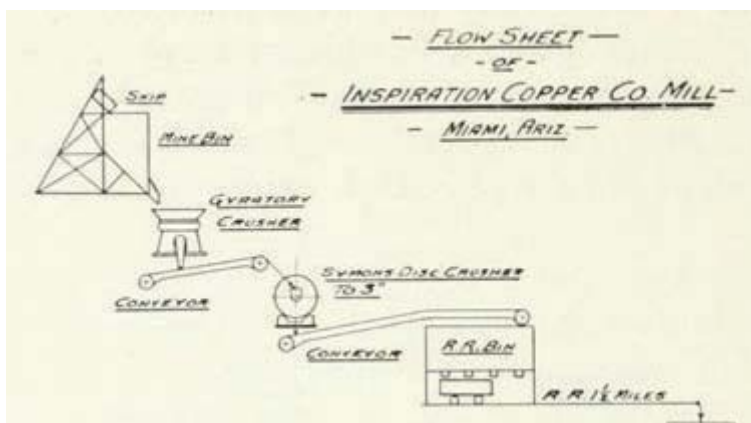 — FLOW SHEET —
- OF -
- INSPIRATION COPPER CO. MILL -
- MIAMI, ARIZ. -
SKIP
MINE BIN
GYRATORY
CRUSHER
CONVEYOR
SYMONS DISC CRUSHER
TO 3"
CONVEYOR
R.R. BIN
R.R. 1½ MILES